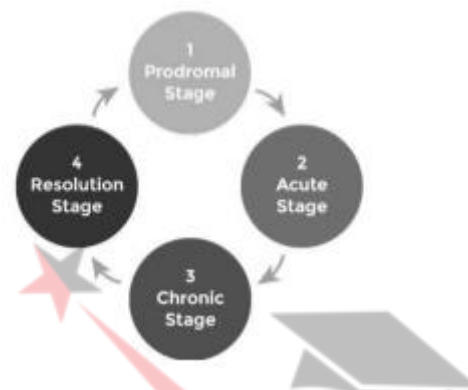 1
Prodromal
Stage
2
Acute
Stage
3
Chronic
Stage
4
Resolution
Stage